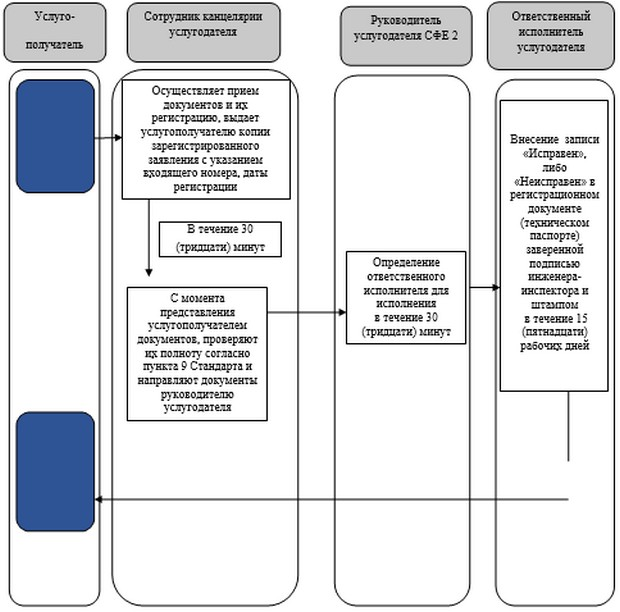 Услуго-
получатель
Сотрудник канцелярии
услугодателя
Руководитель
услугодателя СФЕ 2
Ответственный
исполнитель
услугодателя
Осуществляет прием
документов и их
регистрацию, выдает
услугополучателю копии
зарегистрированного
заявления с указанием
входящего номера, даты
регистрации
В течение 30
(тридцати) минут
С момента
представления
услугополучателем
документов, проверяют
их полноту согласно
пункта 9 Стандарта и
направляют документы
руководителю
услугодателя
Определение
ответственного
исполнителя для
исполнения
в течение 30
(тридцати) минут
Внесение записи
«Исправен»,
либо
«Неисправен» в
регистрационном
документе
(техническом
паспорте)
заверенной
подписью
инженера-
инспектора и
штампом
в течение 15
(пятнадцати)
рабочих дней